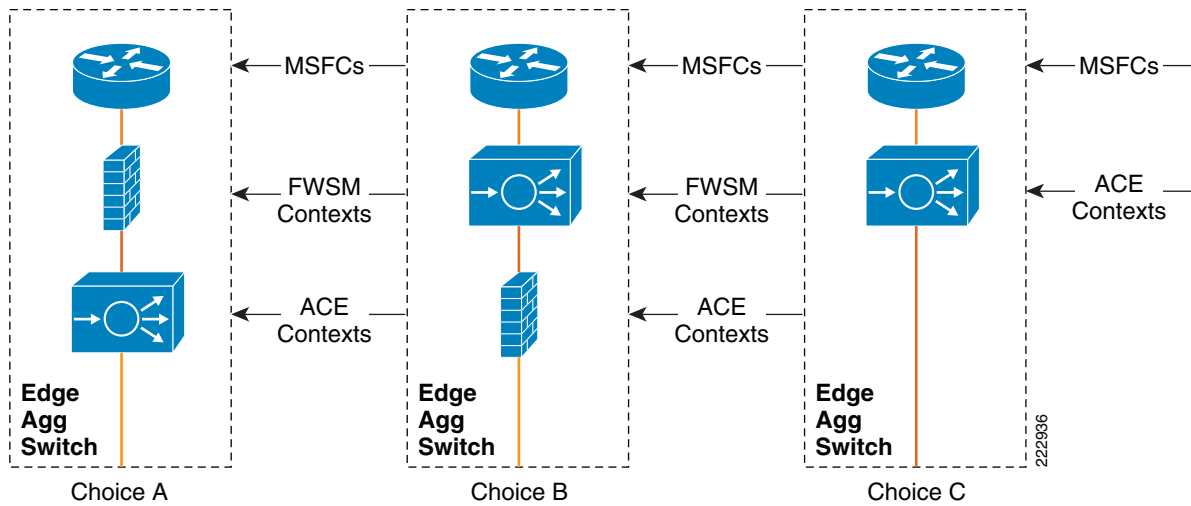 MSFCs
FWSM
Contexts
ACE
Contexts
Edge
Agg
Switch
Choice A
MSFCs
FWSM
Contexts
ACE
Contexts
Edge
Agg
Switch
Choice B
MSFCs
ACE
Contexts
Edge
Agg
Switch
Choice C
222936